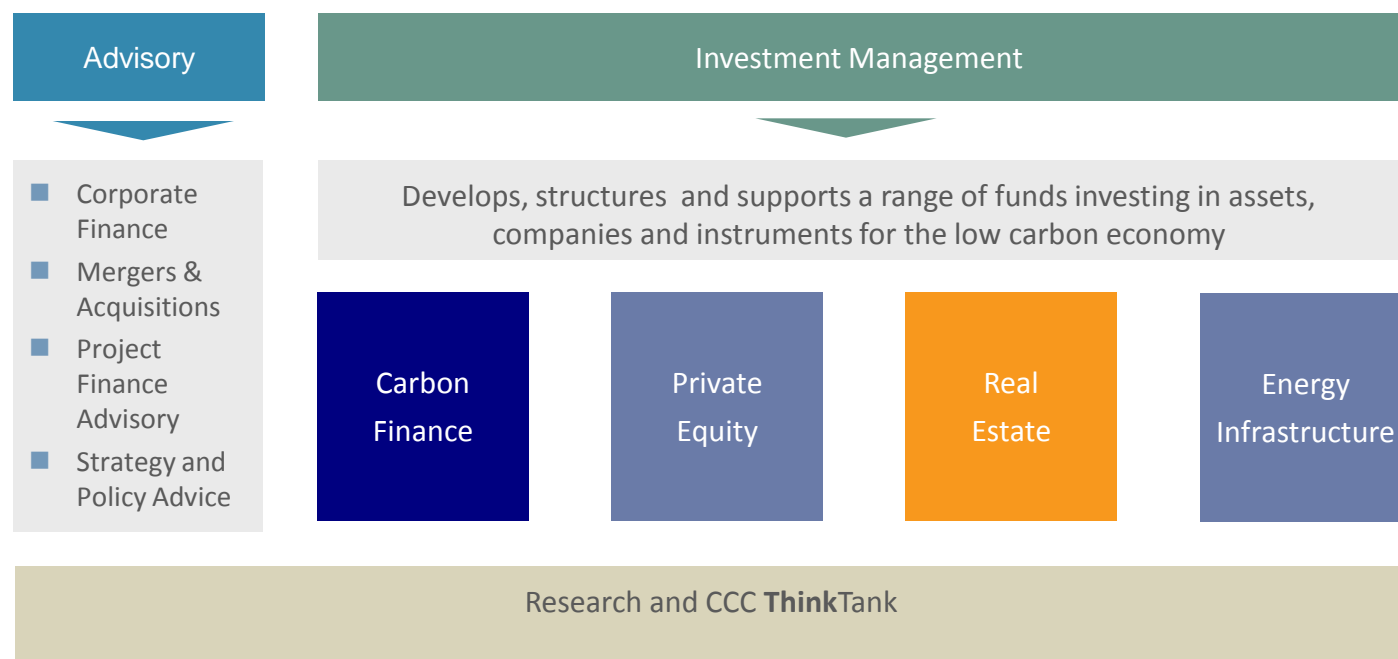 Advisory
Investment Management
Corporate
Finance
Mergers &
Acquisitions
Project
Finance
Advisory
Strategy and
Policy Advice
Develops, structures  and supports a range of funds investing in assets,
companies and instruments for the low carbon economy
Carbon
Finance
Private
Equity
Real
Estate
Energy
Infrastructure
Research and CCC ThinkTank